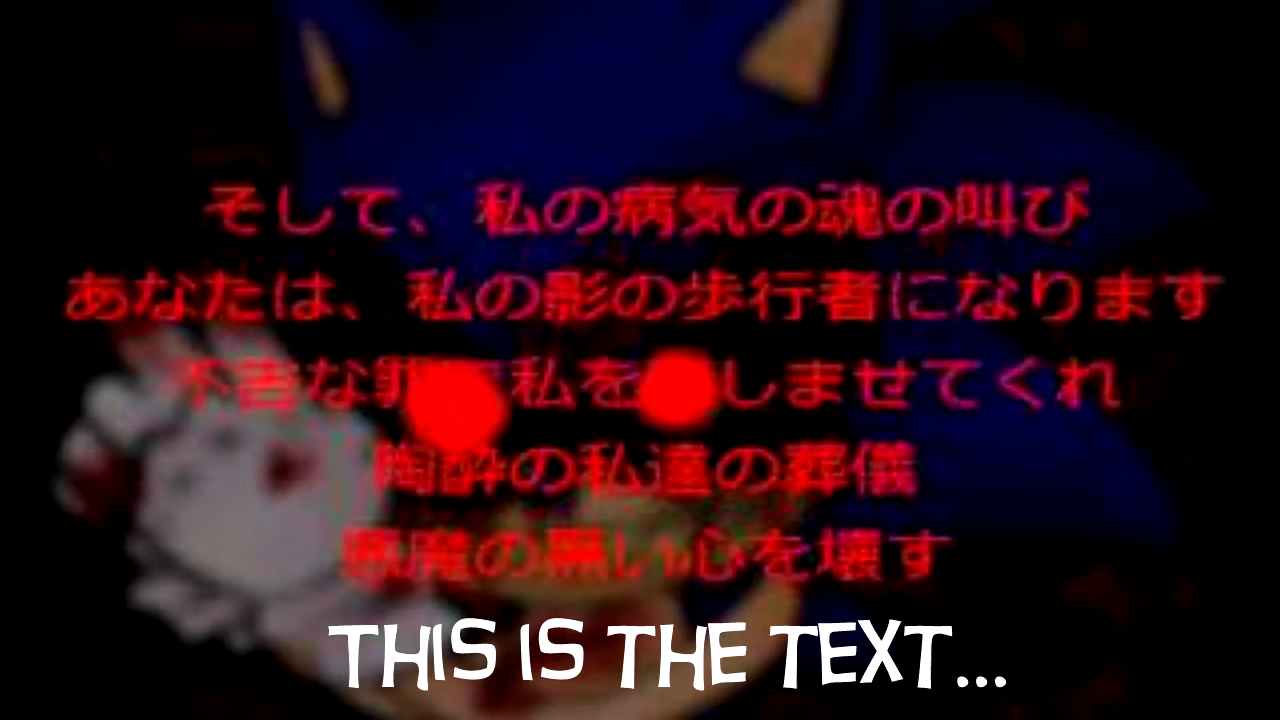 そして、私の病気の魂の叫び
あなたは、私の影の歩行者になります
不吉な罪 私を しませてくれ
陶酔の私達の葬儀
悪魔の黒い心を壊す
THIS IS THE TEXT...